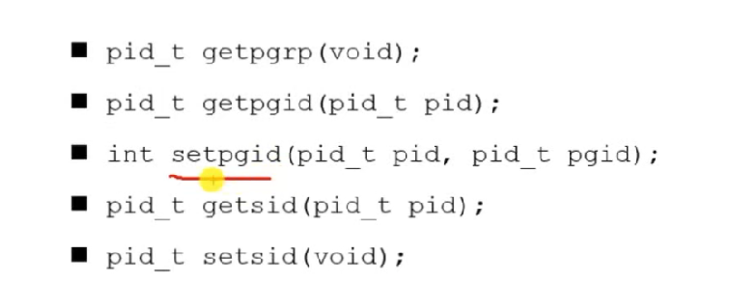 ■ pid_t getpgrp(void);
■ pid_t getpgid(pid_t pid);
■ int setpgid(pid_t pid, pid_t pgid);
■ pid_t getsid(pid_t pid);
■ pid_t setsid(void);